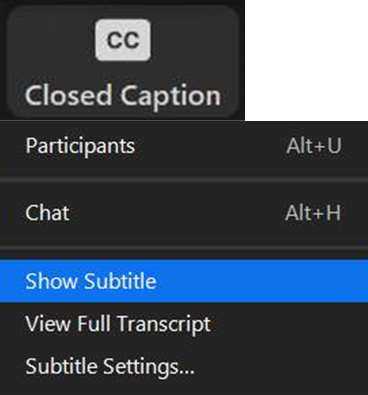 CC
Closed Caption
Participants Alt+U
Chat Alt+H
Show Subtitle
View Full Transcript
Subtitle Settings...